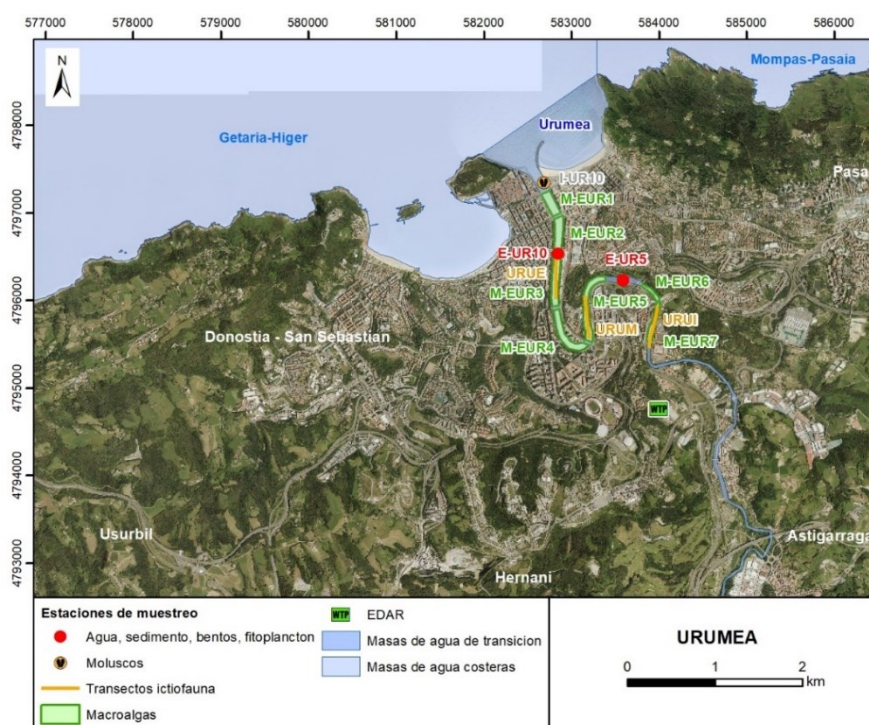 577000 578000 579000 580000 581000 582000 583000 584000 585000 586000
N
Mompas-Pasaia
4798000
Urumea
Getaria-Higer
I-UR10
Pasa
4797000
M-EUR1
M-EUR2
E-UR10
E-UR5
URUE
M-EUR6
M-EUR3
4796000
M-EUR5
URUM
URUI
Donostia - San Sebastián
M-EUR4
M-EUR7
4795000
WTP
4794000
Usurbil
Astigarraga
4793000
Hernani
Estaciones de muestreo
Agua, sedimento, bentos, fitoplancton
Moluscos
Transectos ictiofauna
Macroalgas
WTP EDAR
Masas de agua de transicion
Masas de agua costeras
URUMEA
0 1 2
km